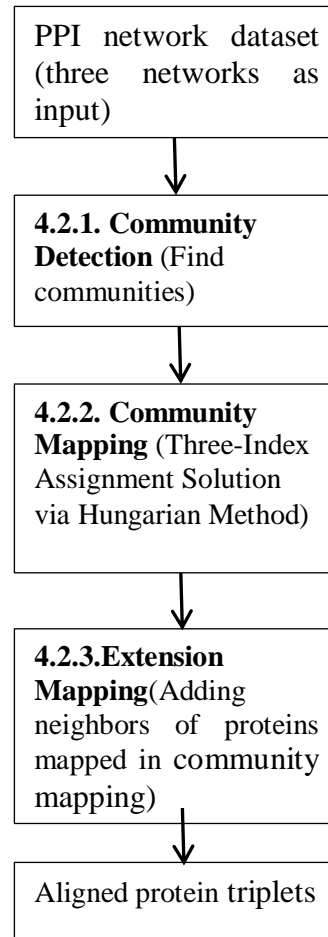 PPI network dataset
(three networks as
input)
4.2.1. Community
Detection (Find
communities)
4.2.2. Community
Mapping (Three-Index
Assignment Solution
via Hungarian Method)
4.2.3.Extension
Mapping(Adding
neighbors of proteins
mapped in community
mapping)
Aligned protein triplets